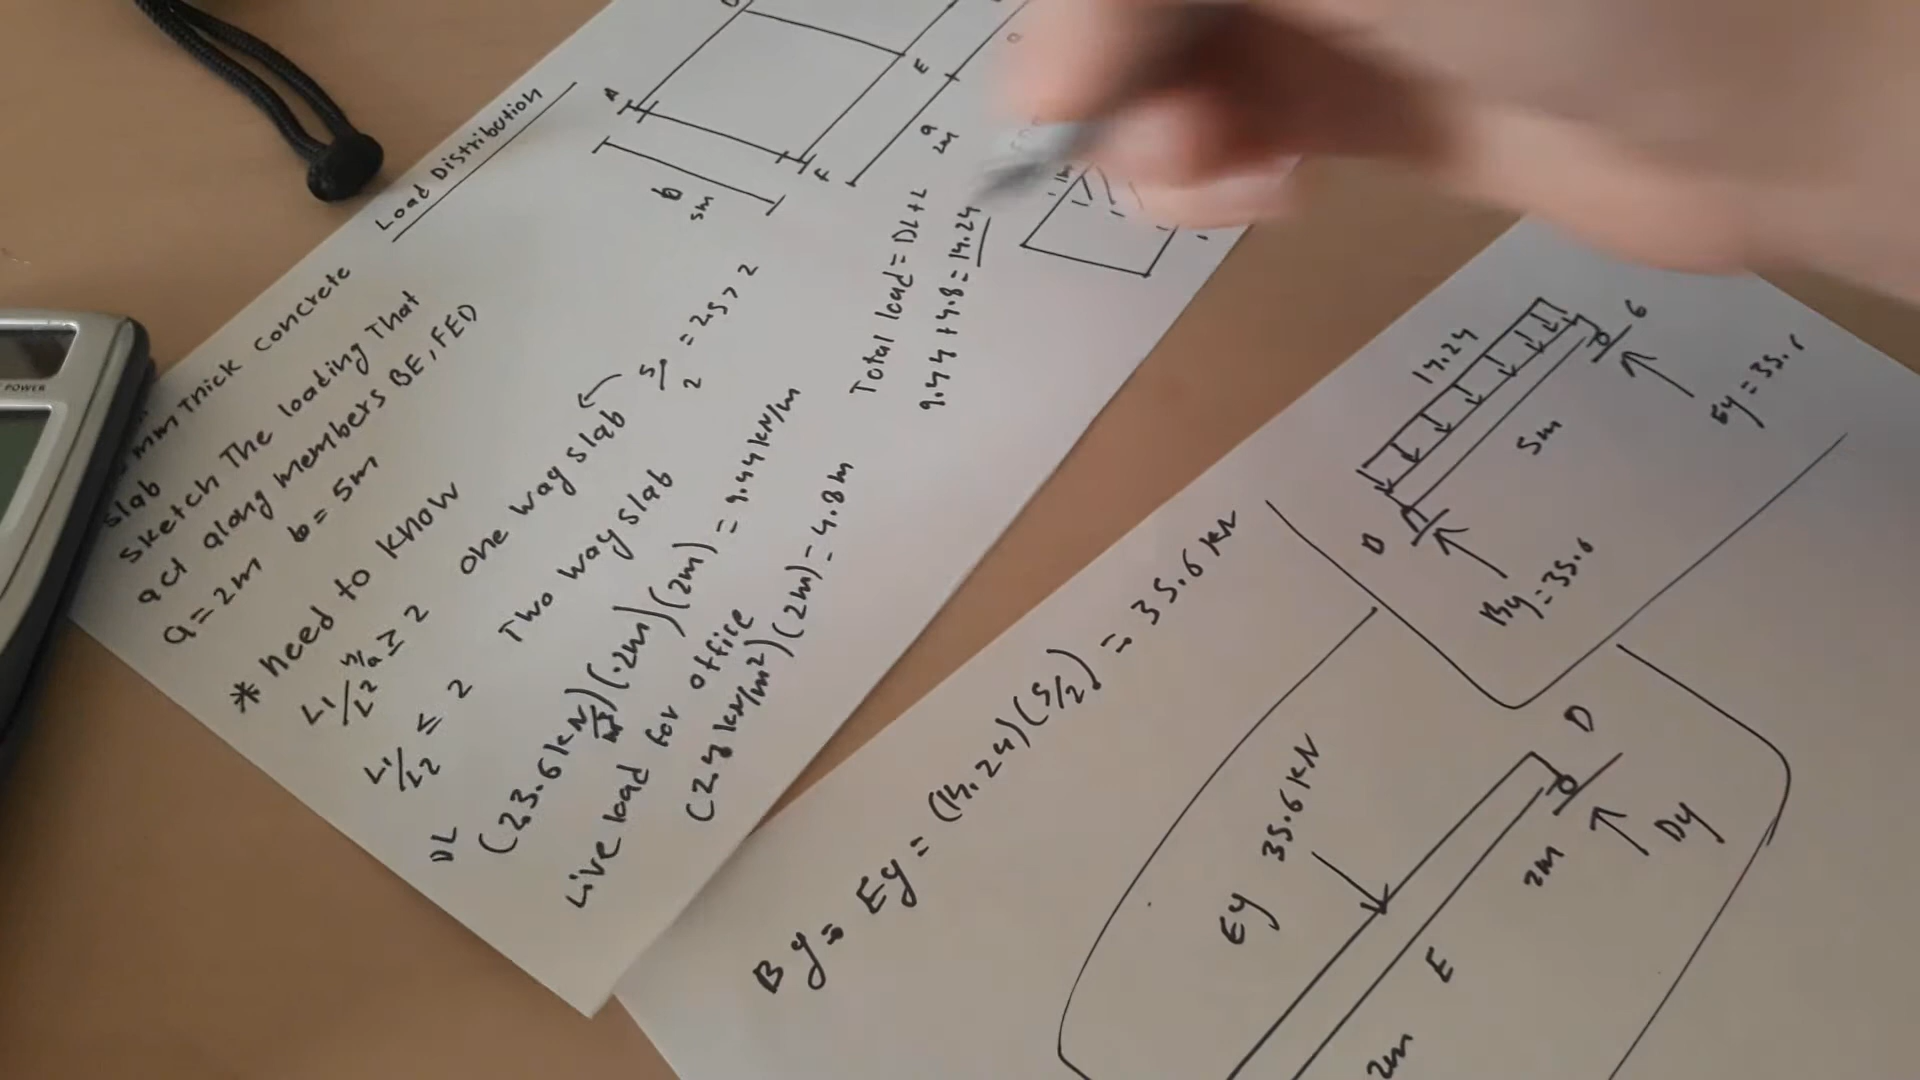 Load Distribution
mm Thick concrete
slab
sketch The loading That
act along members BE, FED
a = 2m b = 5m
* need to know
L1/L2 b/a ≥ 2 one way slab
5/2 = 2.5 > 2
L1/L2 ≤ 2 Two way slab
DL
(23.6 kN/m³)(.2m)(2m) = 9.44 kN/m
Live load for office
(2.4 kN/m²)(2m) = 4.8 m
Total load = DL + L
9.44 + 4.8 = 14.24
A
E
F
b
5m
a
2m
1m
By = Ey = (14.24)(5/2) = 35.6 kN
14.24
5m
By = 35.6
Ey = 35.6
Ey 35.6 kN
D
Dy
2m
E
2m
POWER